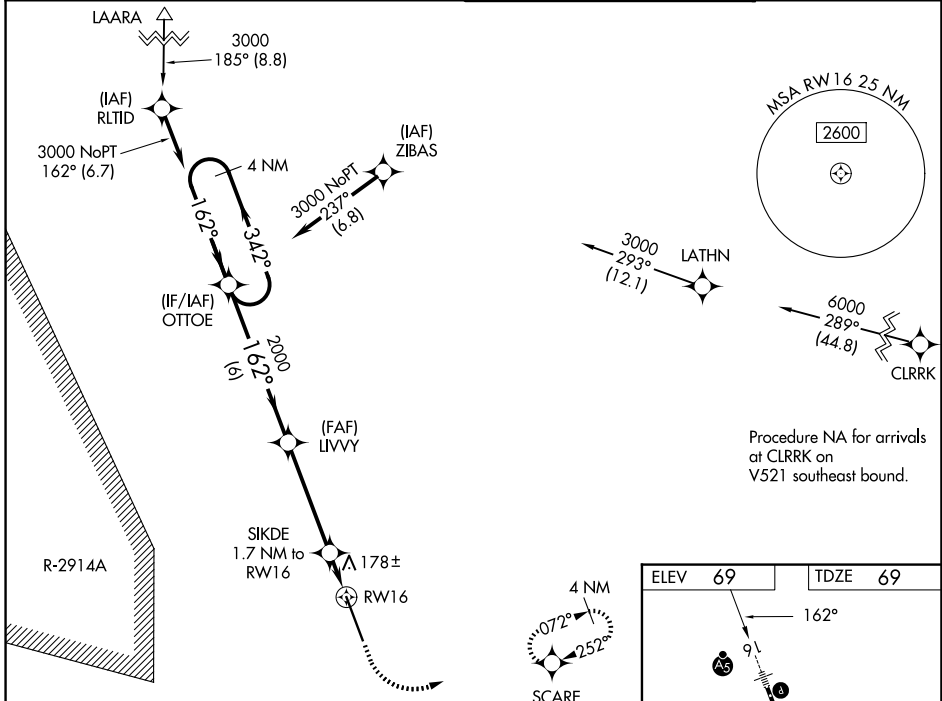 LAARA
3000
185° (8.8)
(IAF)
RLTID
3000 NoPT
162° (6.7)
4 NM
(IAF)
ZIBAS
3000 NoPT
237°
(6.8)
MSA RW16 25 NM
2600
162°
342°
(IF/IAF)
OTTOE
3000
293°
(12.1)
LATHN
6000
289°
(44.8)
CLRRK
2000
162°
(6)
(FAF)
LIVVY
Procedure NA for arrivals
at CLRRK on
V521 southeast bound.
R-2914A
SIKDE
1.7 NM to
RW16
178±
RW16
4 NM
072°
252°
SCARF
ELEV 69
TDZE 69
162°
16
A5